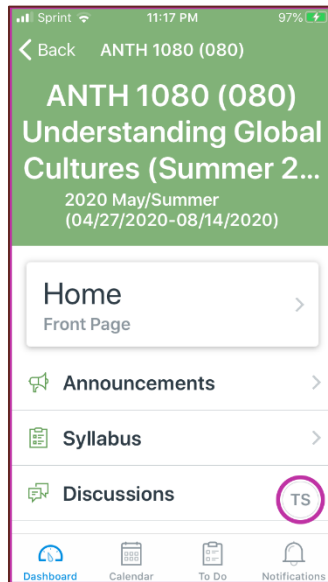 Sprint 11:17 PM 97%
Back ANTH 1080 (080)
ANTH 1080 (080)
Understanding Global
Cultures (Summer 2...
2020 May/Summer
(04/27/2020-08/14/2020)
Home
Front Page
Announcements
Syllabus
Discussions
TS
Dashboard Calendar To Do Notifications